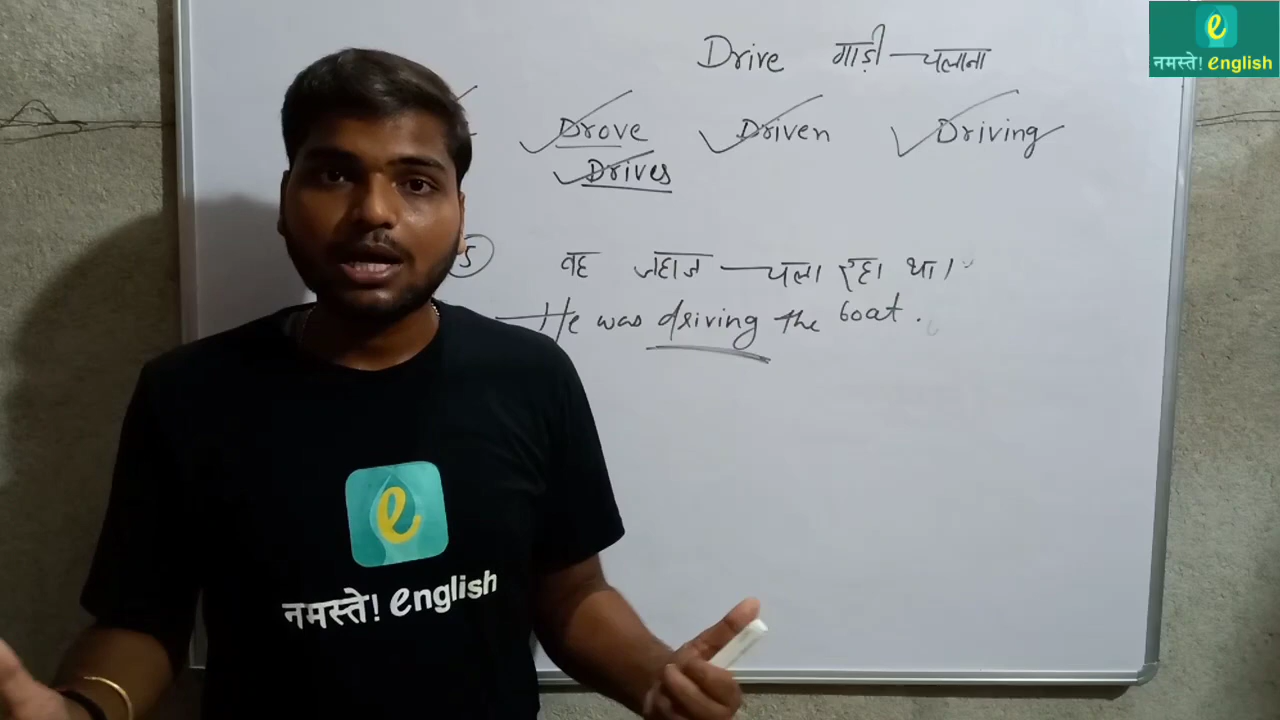 e
नमस्ते! english
Drive गाड़ी चलाना
Drove Driven Driving
Drives
5 वह जहाज चला रहा था।
He was driving the boat.
e
नमस्ते! english